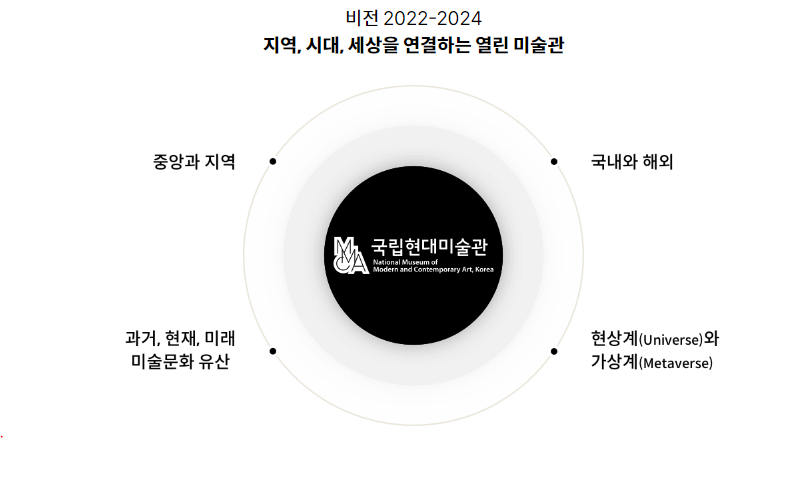 비전 2022-2024
지역, 시대, 세상을 연결하는 열린 미술관
중앙과 지역
국내와 해외
MMCA
국립현대미술관
National Museum of
Modern and Contemporary Art, Korea
과거, 현재, 미래
미술문화 유산
현상계(Universe)와
가상계(Metaverse)